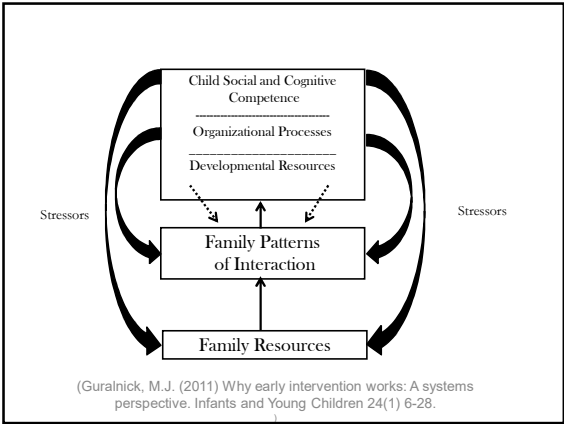 Child Social and Cognitive
Competence
Organizational Processes
Developmental Resources
Stressors
Stressors
Family Patterns
of Interaction
Family Resources
(Guralnick, M.J. (2011) Why early intervention works: A systems
perspective. Infants and Young Children 24(1) 6-28.
)